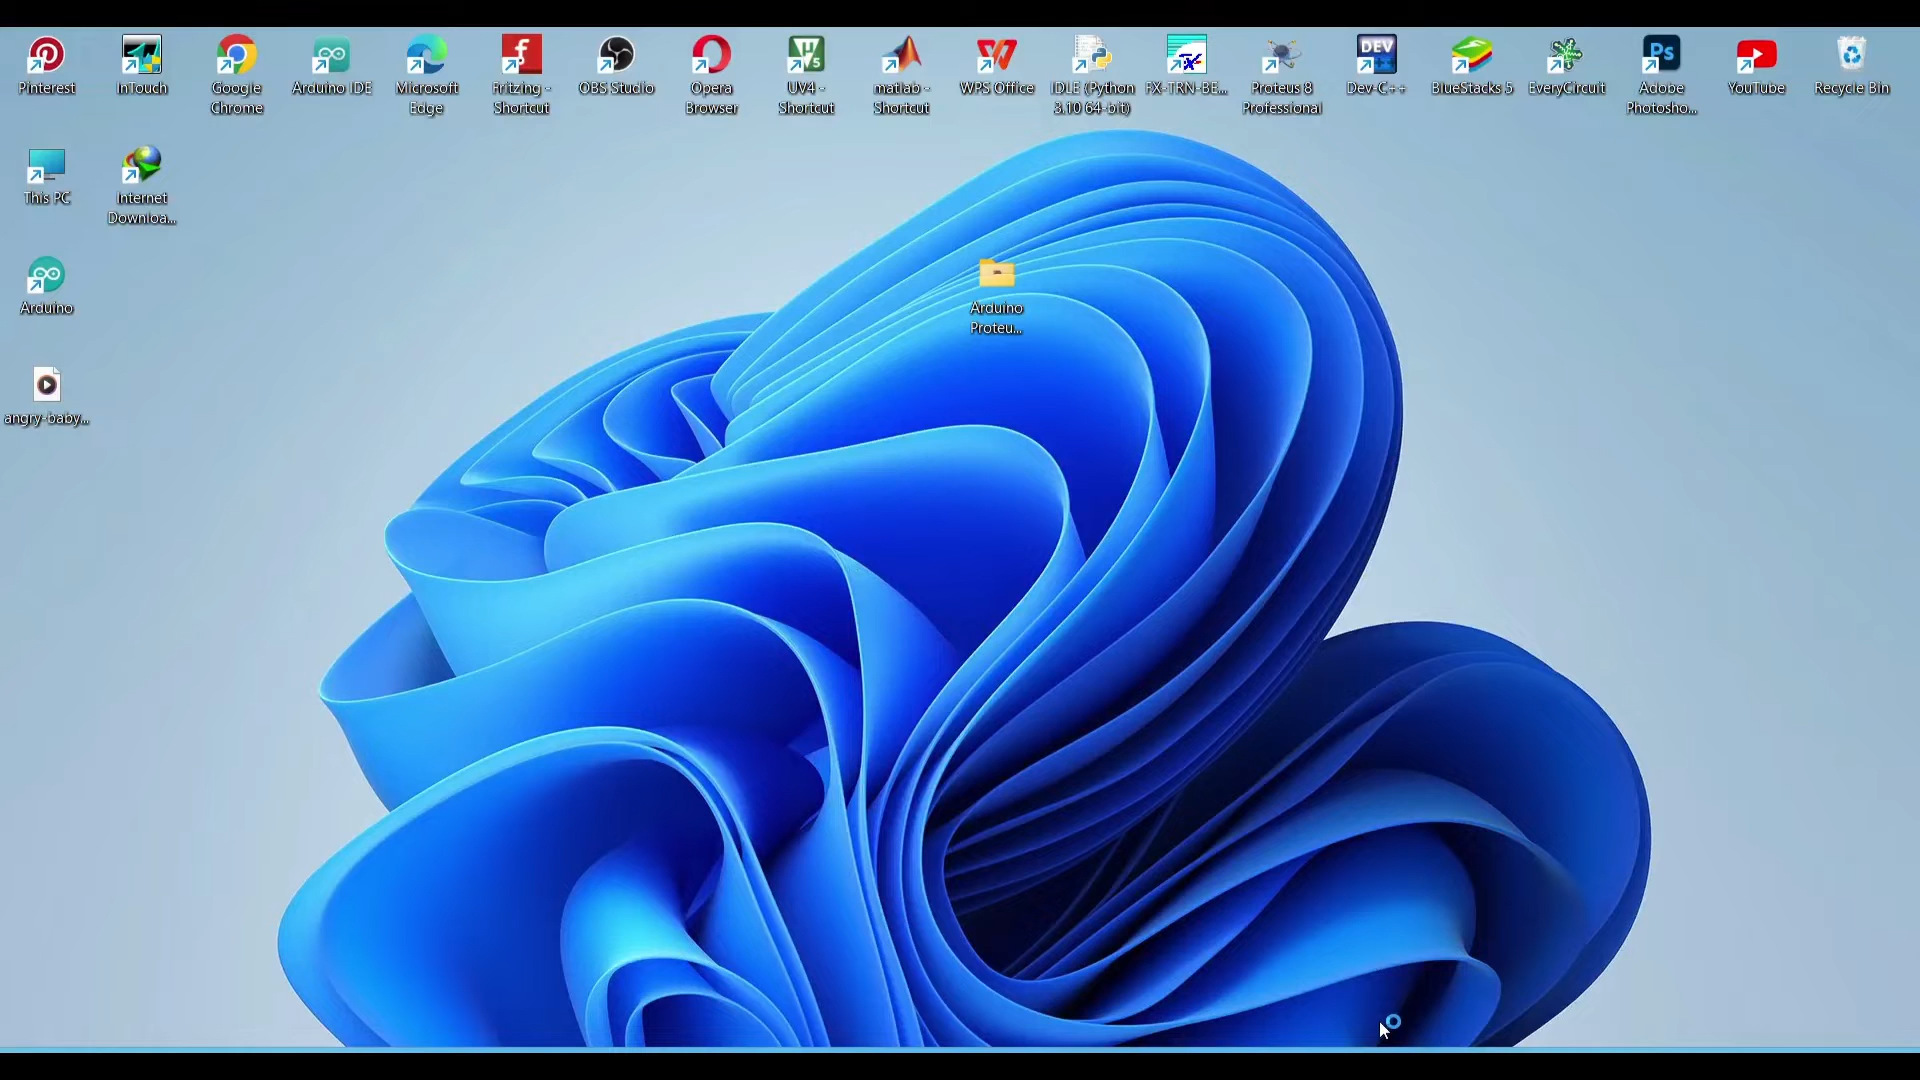 Pinterest
InTouch
Google
Chrome
Arduino IDE
Microsoft
Edge
Fritzing -
Shortcut
OBS Studio
Opera
Browser
UV4 -
Shortcut
matlab -
Shortcut
WPS Office
IDLE (Python
3.10 64-bit)
FX-TRN-BE...
Proteus 8
Professional
Dev-C++
BlueStacks 5
EveryCircuit
Adobe
Photosho...
YouTube
Recycle Bin
This PC
Internet
Downloa...
Arduino
Arduino
Proteu...
angry-baby...
DEV
Ps